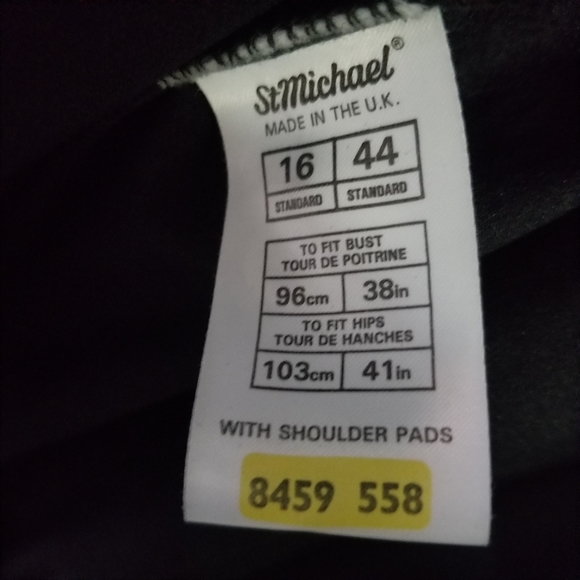 StMichael®
MADE IN THE U.K.
16 44
STANDARD STANDARD
TO FIT BUST
TOUR DE POITRINE
96cm 38in
TO FIT HIPS
TOUR DE HANCHES
103cm 41in
WITH SHOULDER PADS
8459 558